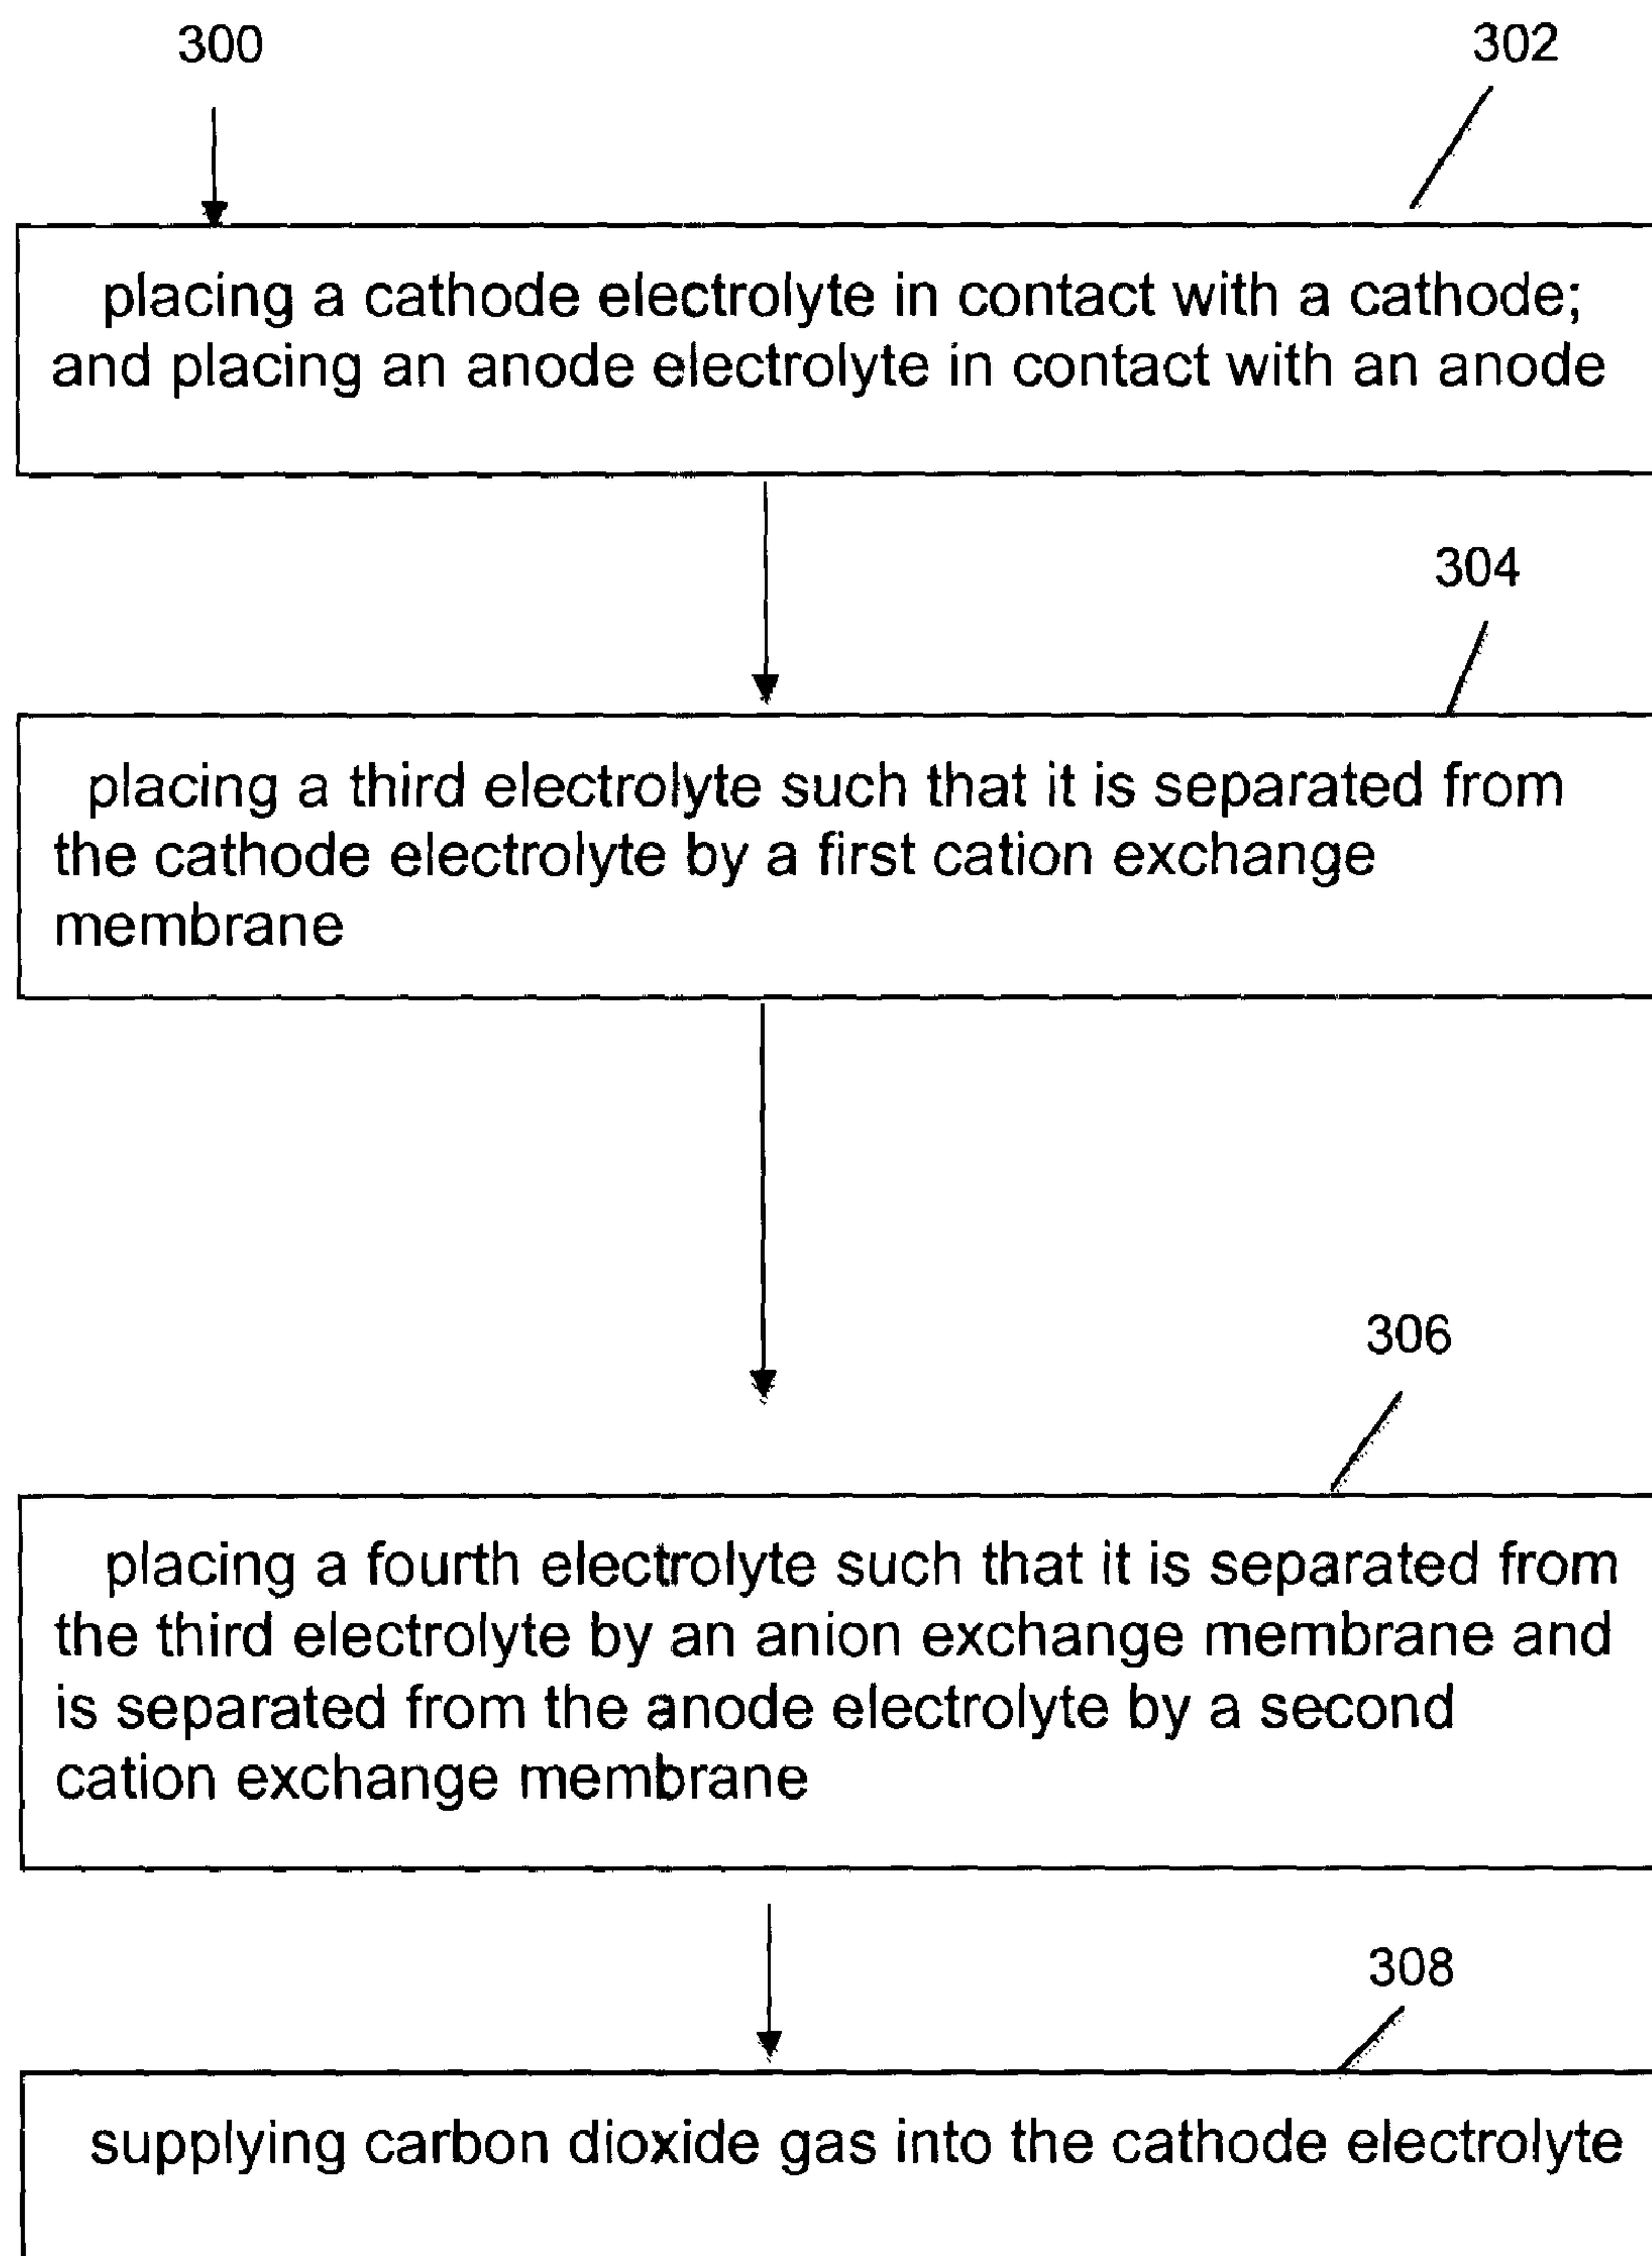 300
302
placing a cathode electrolyte in contact with a cathode;
and placing an anode electrolyte in contact with an anode
304
placing a third electrolyte such that it is separated from
the cathode electrolyte by a first cation exchange
membrane
306
placing a fourth electrolyte such that it is separated from
the third electrolyte by an anion exchange membrane and
is separated from the anode electrolyte by a second
cation exchange membrane
308
supplying carbon dioxide gas into the cathode electrolyte